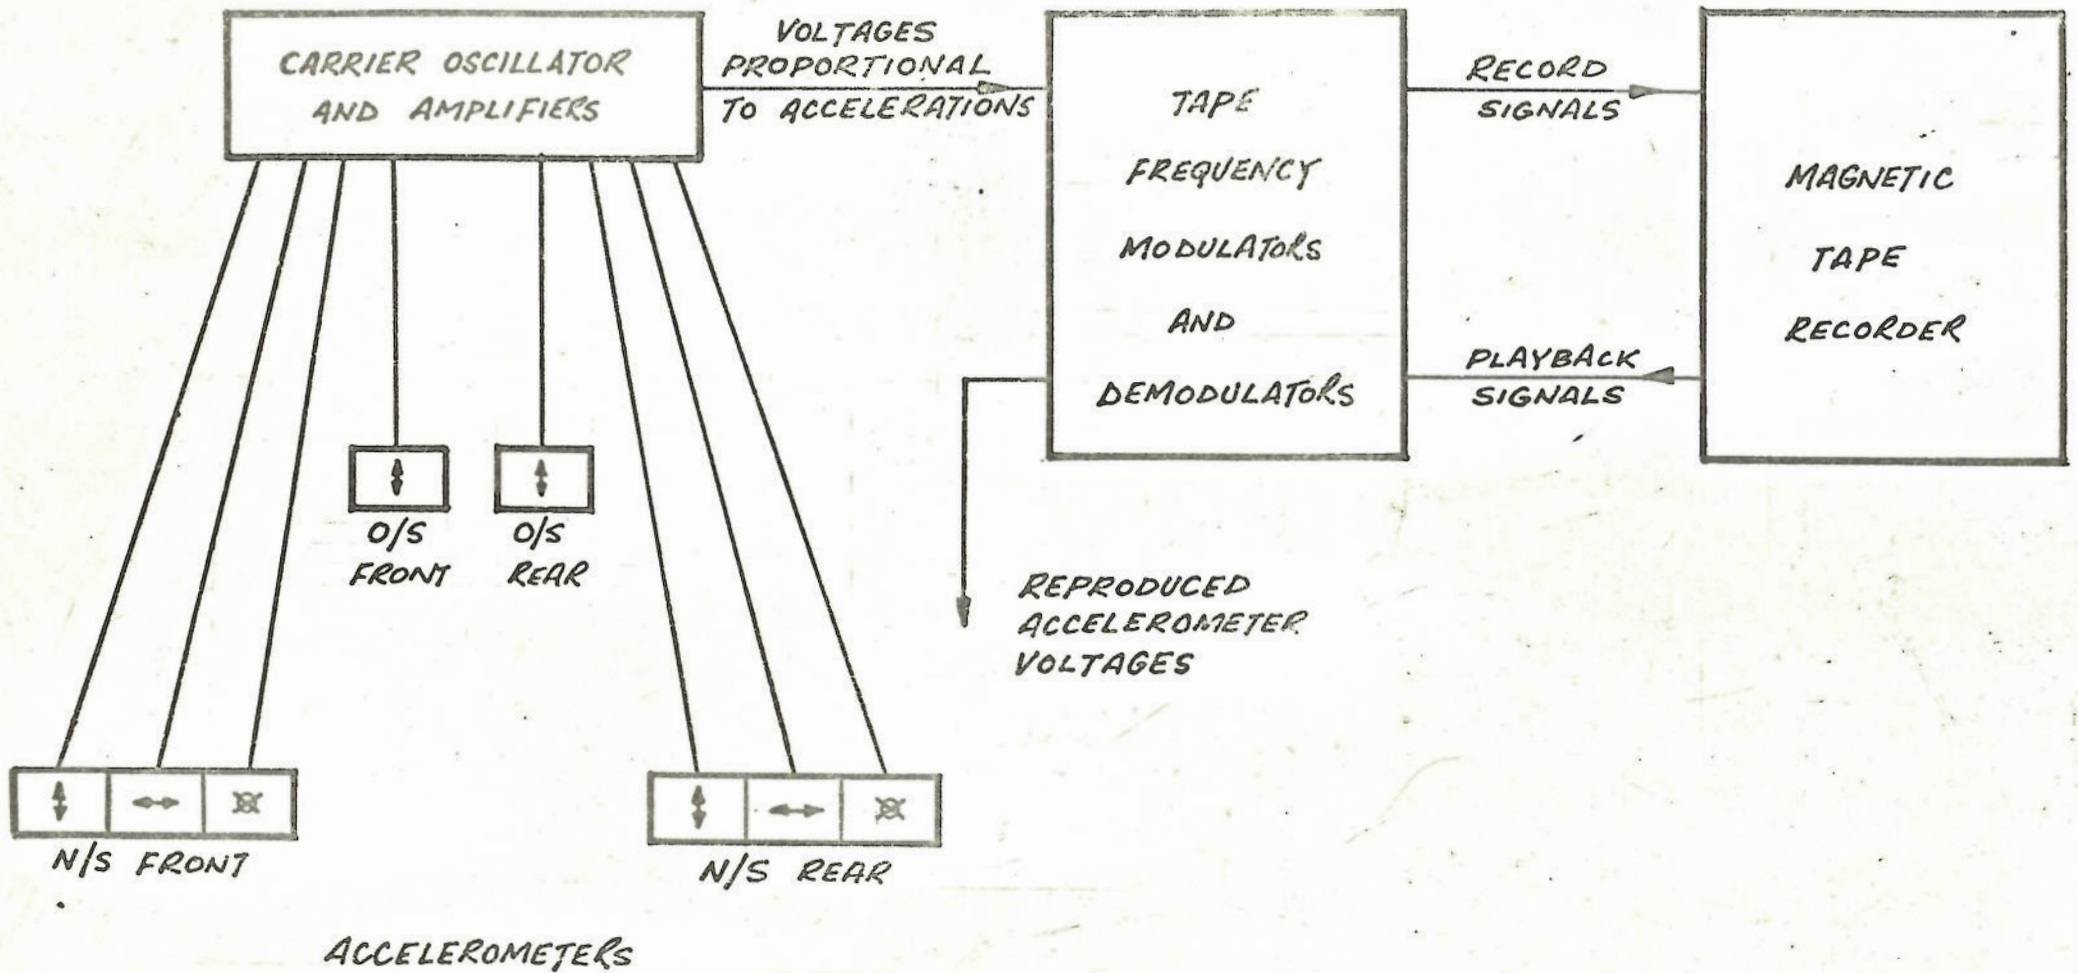 CARRIER OSCILLATOR
AND AMPLIFIERS
VOLTAGES
PROPORTIONAL
TO ACCELERATIONS
TAPE
FREQUENCY
MODULATORS
AND
DEMODULATORS
RECORD
SIGNALS
PLAYBACK
SIGNALS
MAGNETIC
TAPE
RECORDER
O/S
FRONT
O/S
REAR
REPRODUCED
ACCELEROMETER
VOLTAGES
N/S FRONT
N/S REAR
ACCELEROMETERS